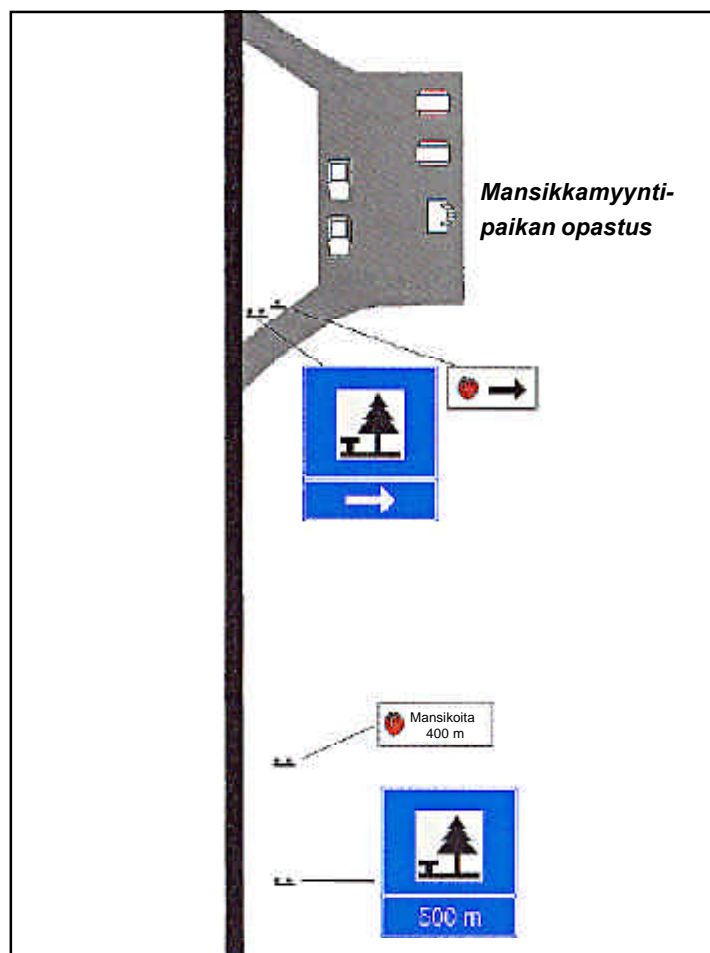 Mansikkamyynti-
paikan opastus
Mansikoita
400 m
500 m